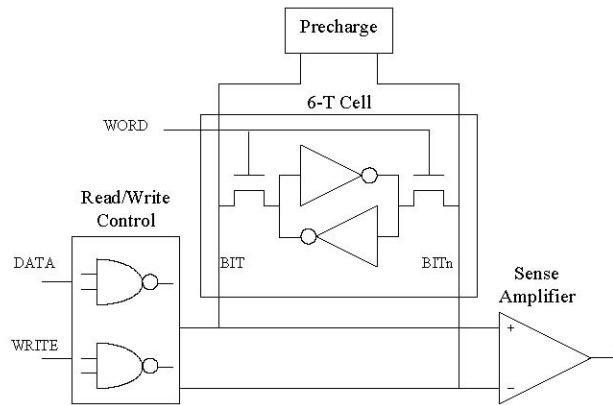 Precharge
6-T Cell
WORD
Read/Write
Control
DATA
BIT
BITn
Sense
Amplifier
WRITE
+
−